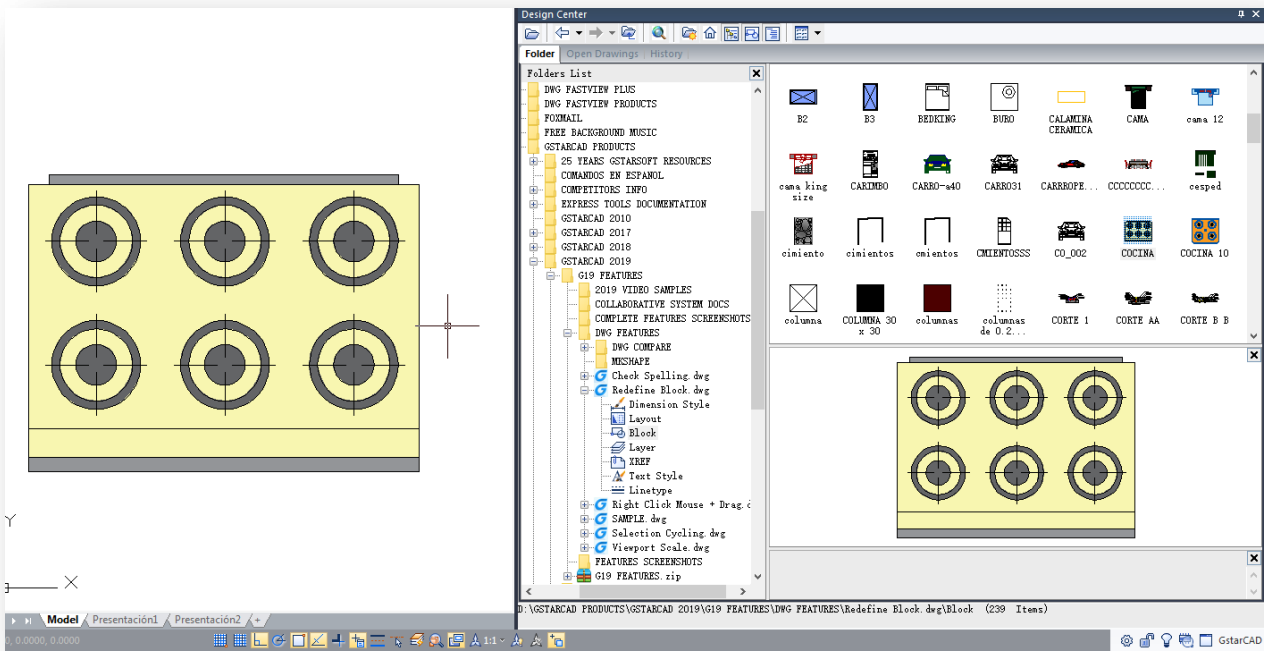 Design Center
Folder Open Drawings History
Folders List
DWG FASTVIEW PLUS
DWG FASTVIEW PRODUCTS
FOXMAIL
FREE BACKGROUND MUSIC
GSTARCAD PRODUCTS
25 YEARS GSTARSOFT RESOURCES
COMANDOS EN ESPANOL
COMPETITORS INFO
EXPRESS TOOLS DOCUMENTATION
GSTARCAD 2010
GSTARCAD 2017
GSTARCAD 2018
GSTARCAD 2019
G19 FEATURES
2019 VIDEO SAMPLES
COLLABORATIVE SYSTEM DOCS
COMPLETE FEATURES SCREENSHOTS
DWG FEATURES
DWG COMPARE
MKSHAPE
Check Spelling.dwg
Redefine Block.dwg
Dimension Style
Layout
Block
Layer
XREF
Text Style
Linetype
Right Click Mouse + Drag.d
SAMPLE.dwg
Selection Cycling.dwg
Viewport Scale.dwg
FEATURES SCREENSHOTS
G19 FEATURES.zip
B2 B3 BEDKING BURO CALAMINA CAMA cama 12
CERAMICA
cama king CARIMBO CARRO-a40 CARRO31 CARRROPE... CCCCCCCC... cesped
size
cimiento cimientos cmientos CMIENTOSSS CO_002 COCINA COCINA 10
columna COLUMNA 30 columnas columnas CORTE 1 CORTE AA CORTE B B
x 30 de 0.2...
D:\GSTARCAD PRODUCTS\GSTARCAD 2019\G19 FEATURES\DWG FEATURES\Redefine Block.dwg\Block (239 Items)
Y
X
Model Presentación1 Presentación2 +
0, 0.0000, 0.0000
1:1
GstarCAD